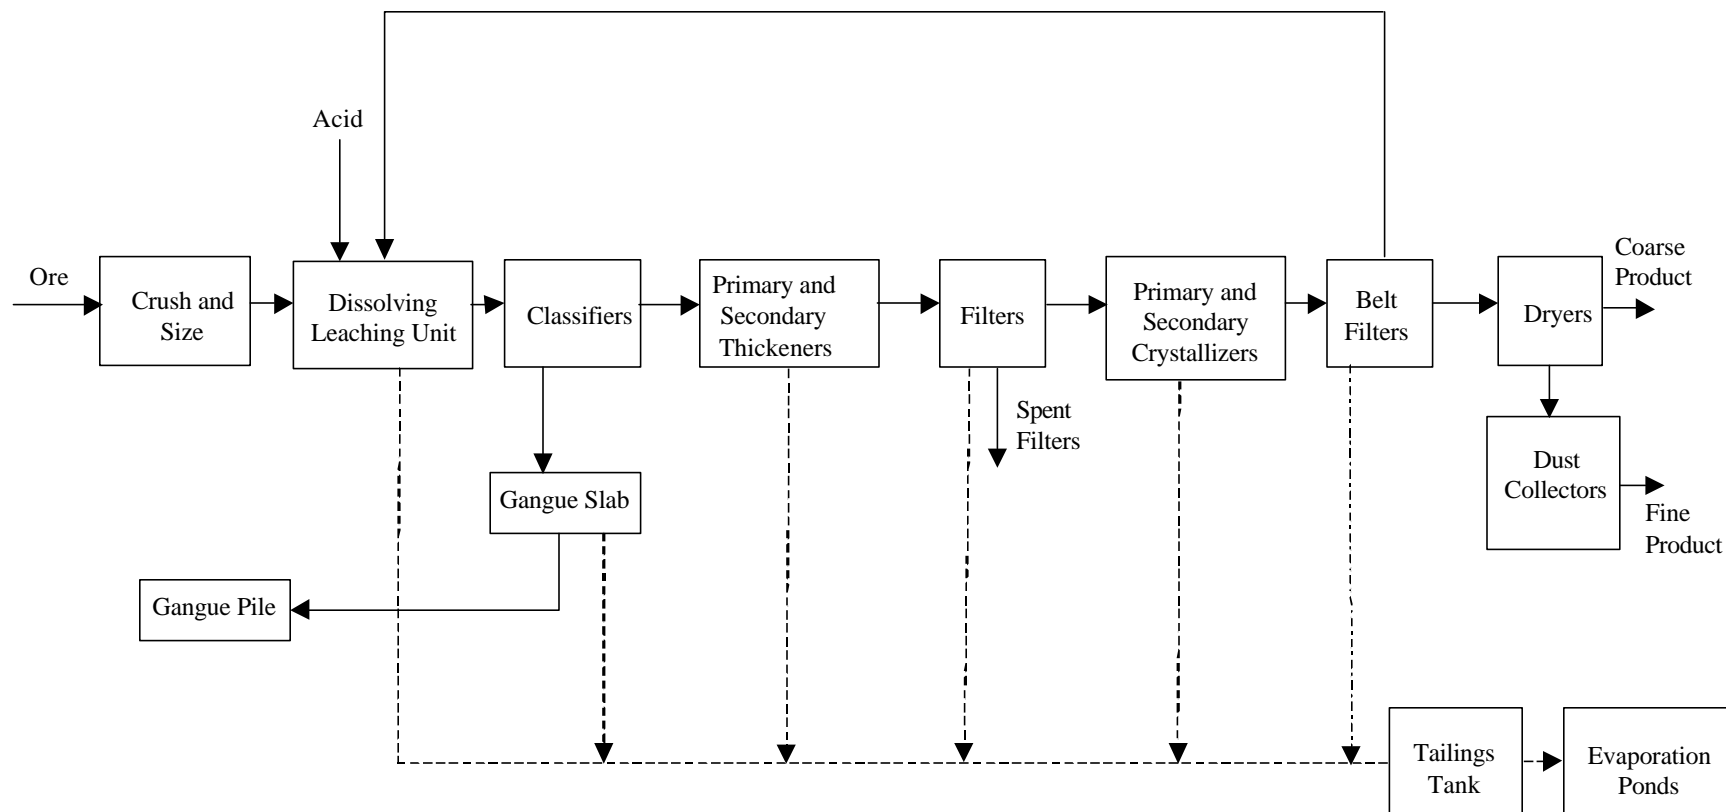 Acid
Ore
Crush and
Size
Dissolving
Leaching Unit
Classifiers
Primary and
Secondary
Thickeners
Filters
Primary and
Secondary
Crystallizers
Belt
Filters
Dryers
Coarse
Product
Spent
Filters
Dust
Collectors
Fine
Product
Gangue Slab
Gangue Pile
Tailings
Tank
Evaporation
Ponds